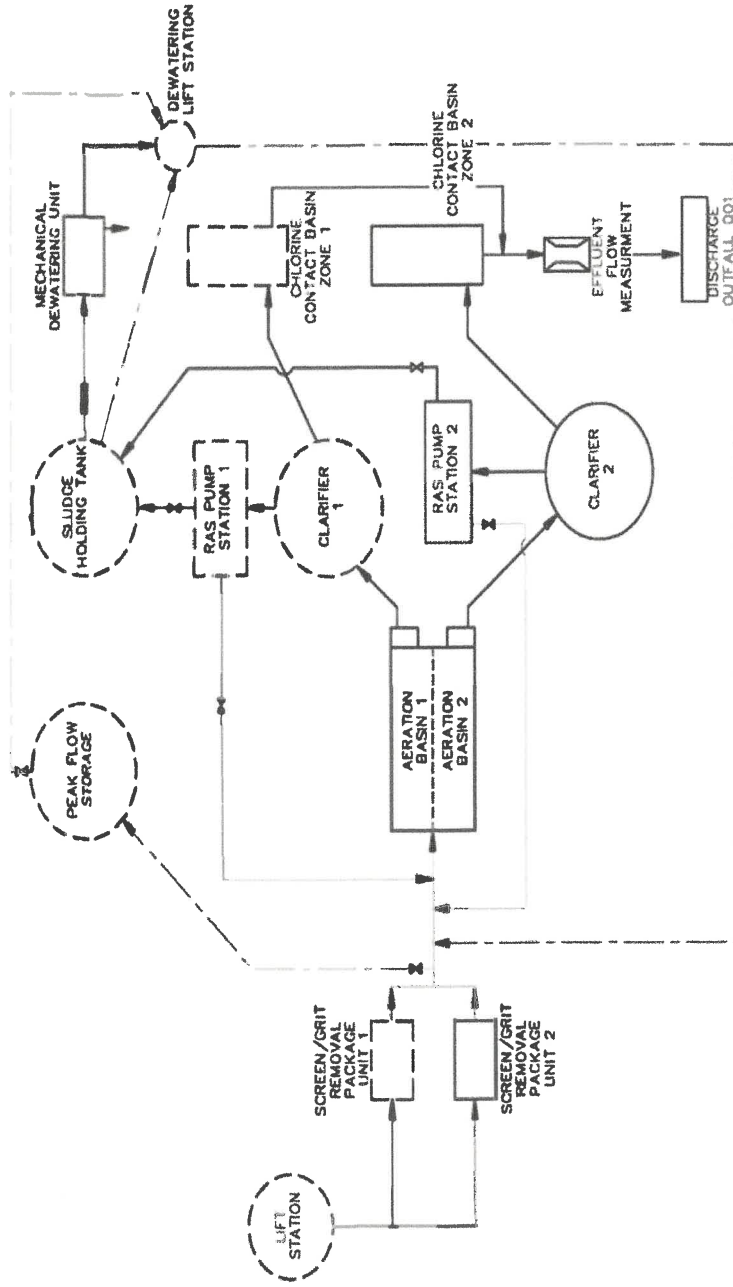 LIFT
STATION
SCREEN/GRIT
REMOVAL
PACKAGE
UNIT 1
SCREEN/GRIT
REMOVAL
PACKAGE
UNIT 2
PEAK FLOW
STORAGE
AERATION
BASIN 1
AERATION
BASIN 2
SLUDGE
HOLDING TANK
RAS PUMP
STATION 1
CLARIFIER
1
RAS PUMP
STATION 2
CLARIFIER
2
MECHANICAL
DEWATERING UNIT
DEWATERING
LIFT STATION
CHLORINE
CONTACT BASIN
ZONE 1
CHLORINE
CONTACT BASIN
ZONE 2
EFFLUENT
FLOW
MEASURMENT
DISCHARGE
OUTFALL 001